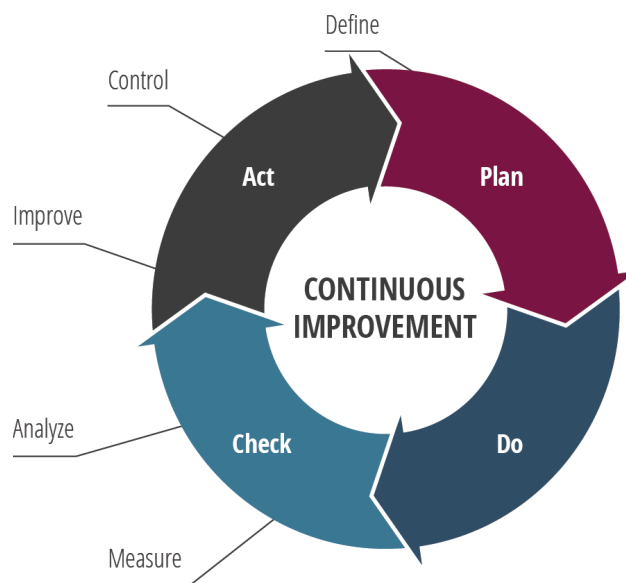 Define
Control
Act
Plan
Improve
CONTINUOUS
IMPROVEMENT
Analyze
Check
Do
Measure